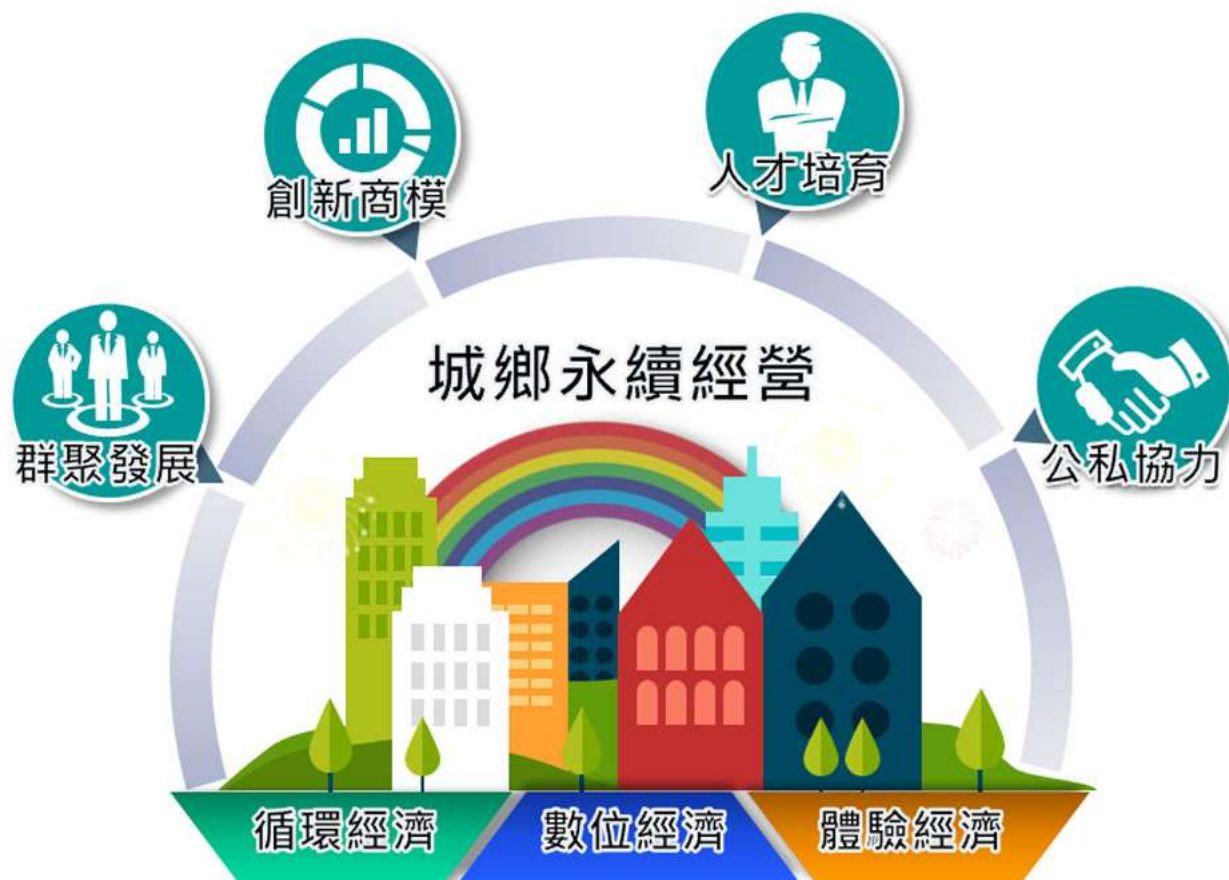 創新商模
人才培育
群聚發展
公私協力
城鄉永續經營
循環經濟
數位經濟
體驗經濟